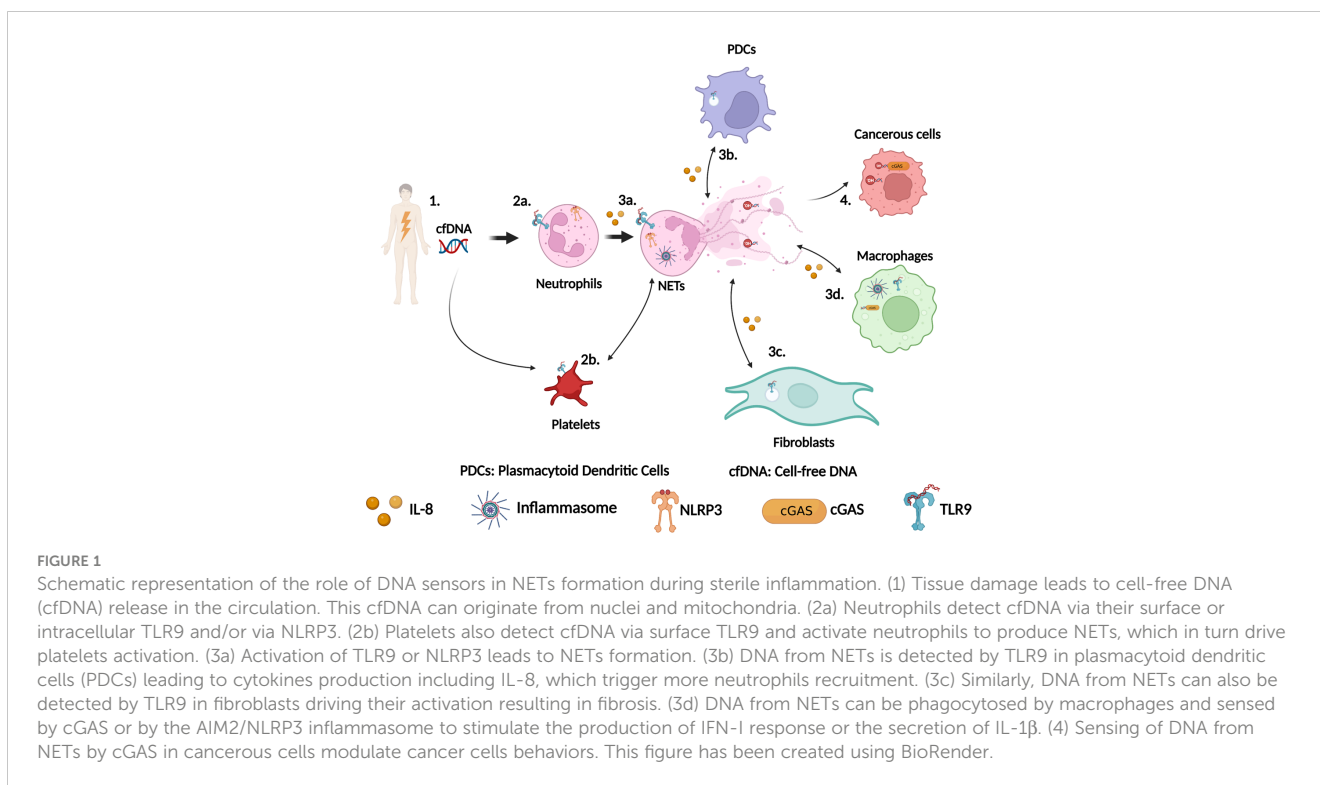 PDCs
3b.
Cancerous cells
cGAS
4.
1.
cfDNA
2a.
3a.
Neutrophils
NETs
Macrophages
3d.
cGAS
2b.
Platelets
3c.
Fibroblasts
PDCs: Plasmacytoid Dendritic Cells
cfDNA: Cell-free DNA
IL-8
Inflammasome
NLRP3
cGAS
cGAS
TLR9
FIGURE 1
Schematic representation of the role of DNA sensors in NETs formation during sterile inflammation. (1) Tissue damage leads to cell-free DNA
(cfDNA) release in the circulation. This cfDNA can originate from nuclei and mitochondria. (2a) Neutrophils detect cfDNA via their surface or
intracellular TLR9 and/or via NLRP3. (2b) Platelets also detect cfDNA via surface TLR9 and activate neutrophils to produce NETs, which in turn drive
platelets activation. (3a) Activation of TLR9 or NLRP3 leads to NETs formation. (3b) DNA from NETs is detected by TLR9 in plasmacytoid dendritic
cells (PDCs) leading to cytokines production including IL-8, which trigger more neutrophils recruitment. (3c) Similarly, DNA from NETs can also be
detected by TLR9 in fibroblasts driving their activation resulting in fibrosis. (3d) DNA from NETs can be phagocytosed by macrophages and sensed
by cGAS or by the AIM2/NLRP3 inflammasome to stimulate the production of IFN-I response or the secretion of IL-1β. (4) Sensing of DNA from
NETs by cGAS in cancerous cells modulate cancer cells behaviors. This figure has been created using BioRender.